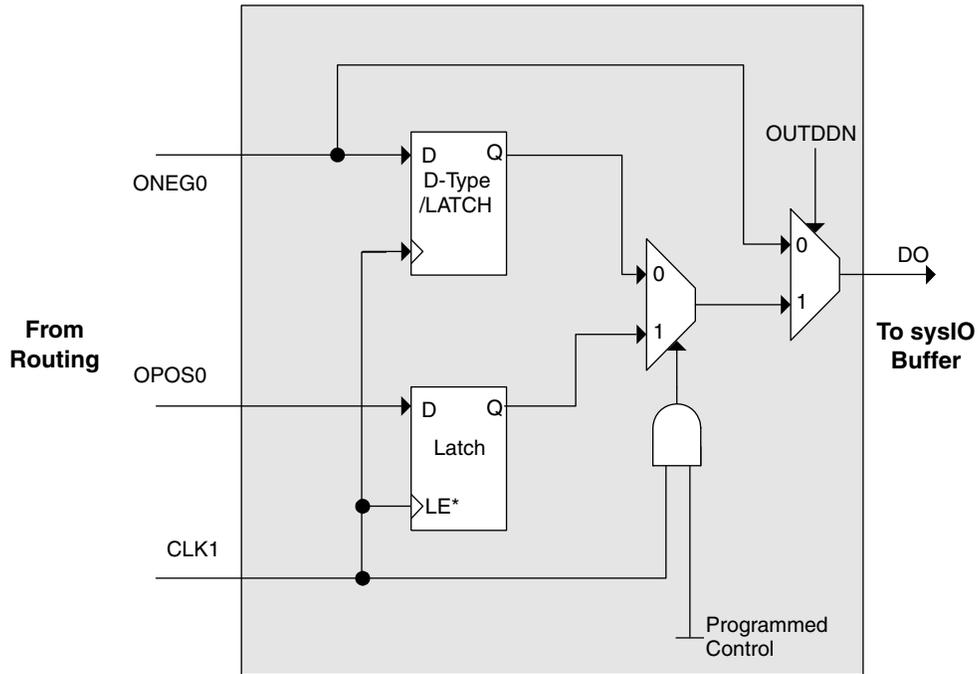 OUTDDN
ONEG0
D
Q
D-Type
/LATCH
0
DO
0
1
1
From
Routing
To sysIO
Buffer
OPOS0
D
Q
Latch
LE*
CLK1
Programmed
Control